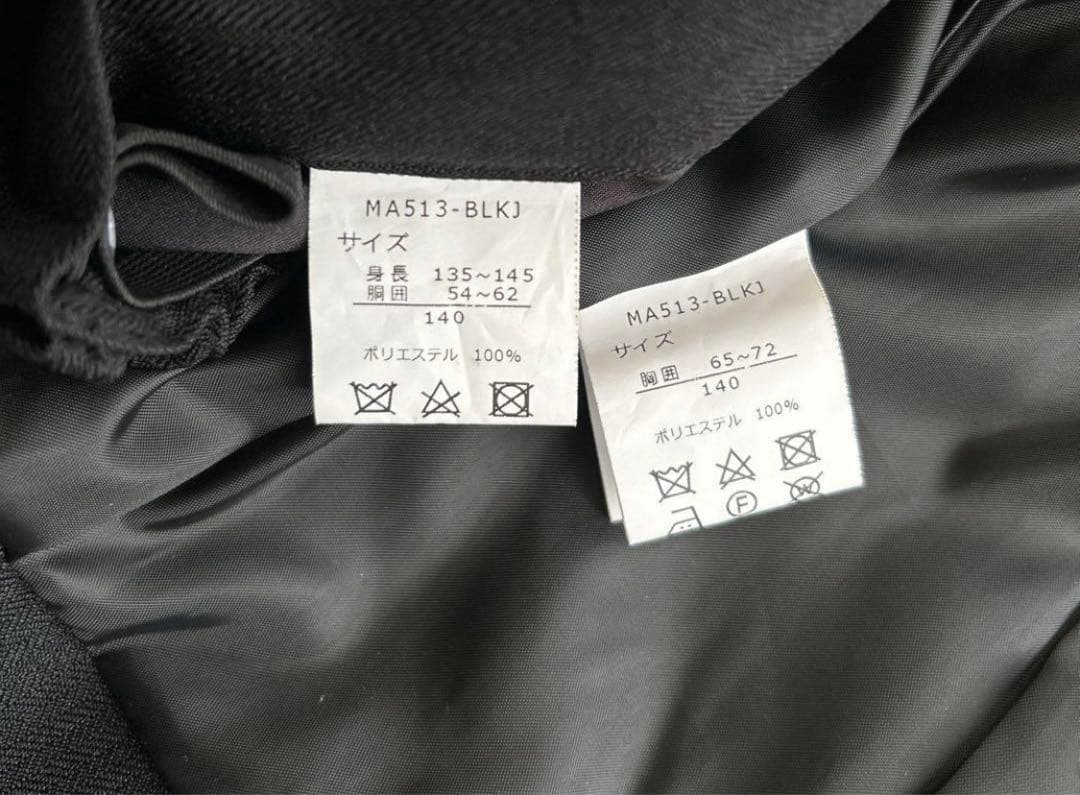 MA513-BLKJ
サイズ
身長 135~145
胴囲 54~62
140
ポリエステル 100%
MA513-BLKJ
サイズ
胸囲 65~72
140
ポリエステル 100%
F
W